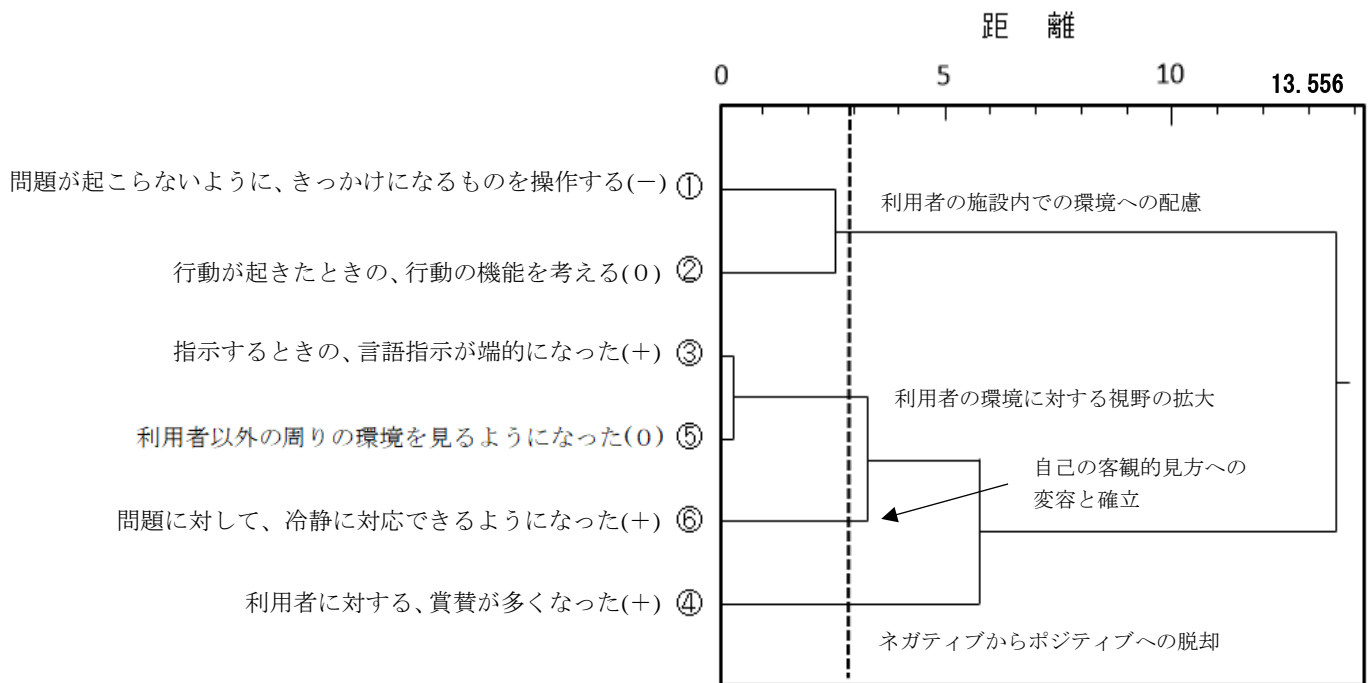 距 離
0 5 10 13.556
問題が起こらないように、きっかけになるものを操作する(－) ①
利用者の施設内での環境への配慮
行動が起きたときの、行動の機能を考える(０) ②
指示するときの、言語指示が端的になった(＋) ③
利用者の環境に対する視野の拡大
利用者以外の周りの環境を見るようになった(０) ⑤
自己の客観的見方への
変容と確立
問題に対して、冷静に対応できるようになった(＋) ⑥
利用者に対する、賞賛が多くなった(＋) ④
ネガティブからポジティブへの脱却